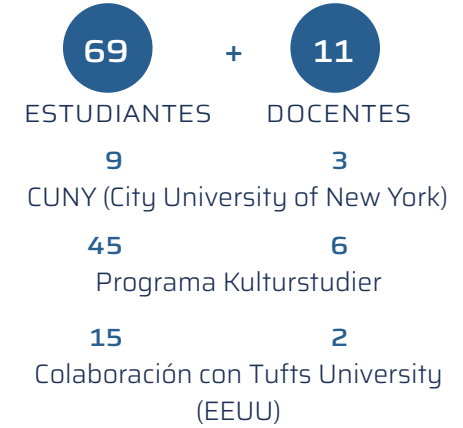 69 + 11
ESTUDIANTES DOCENTES
9 3
CUNY (City University of New York)
45 6
Programa Kulturstudier
15 2
Colaboración con Tufts University
(EEUU)